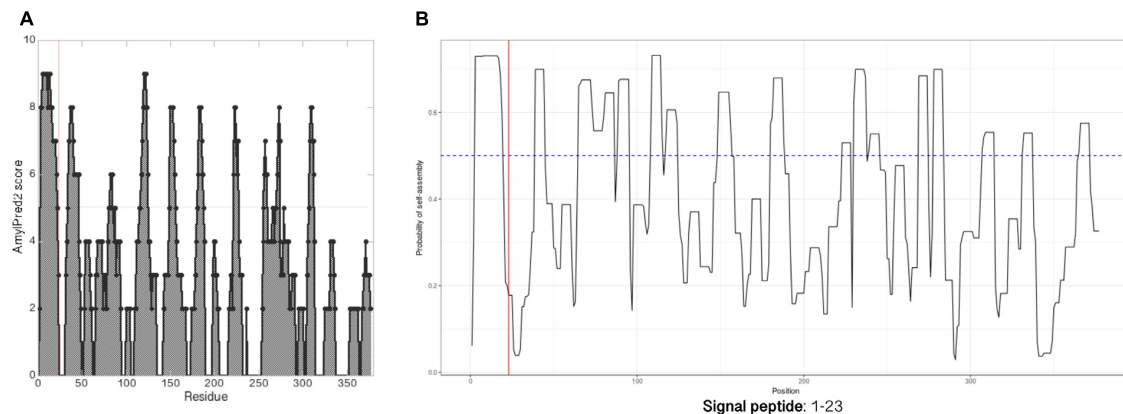 A
B
10
8
6
4
2
0
AmylPred2 score
0 50 100 150 200 250 300 350
Residue
0.6
0.4
0.2
0.0
Probability of self-assembly
0 100 200 300
Position
Signal peptide: 1-23